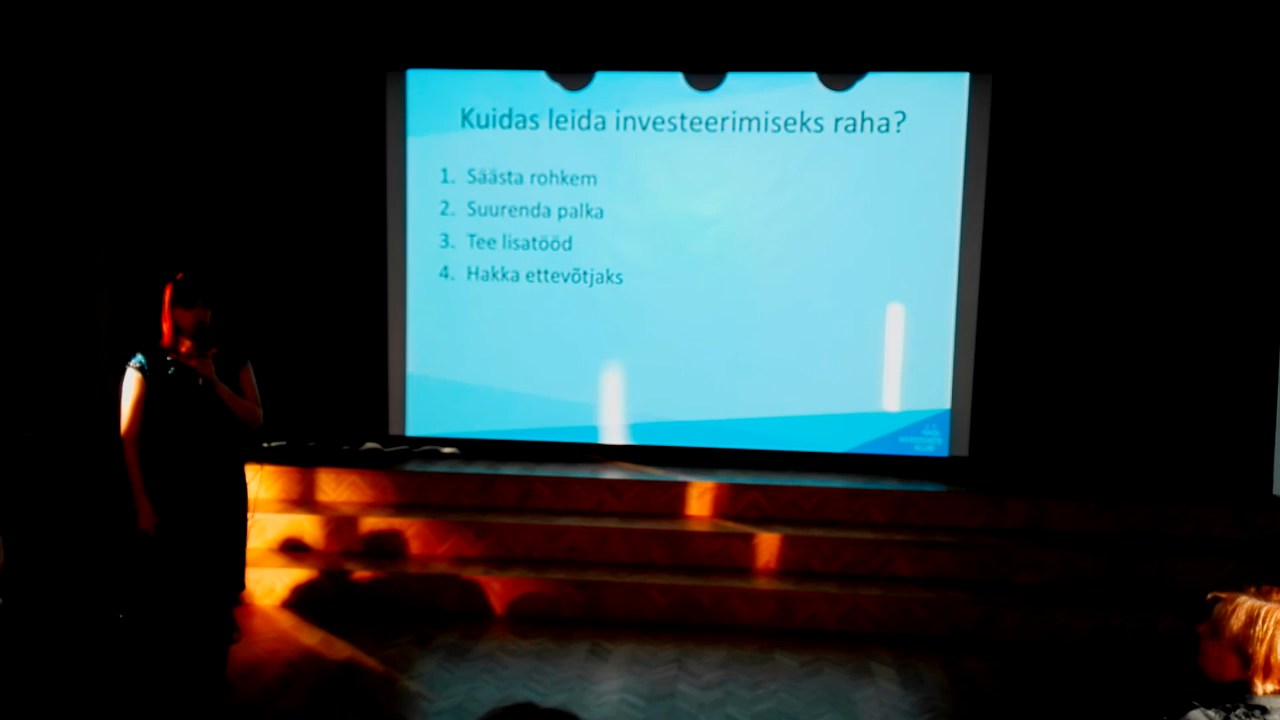 Kuidas leida investeerimiseks raha?
1. Säästa rohkem
2. Suurenda palka
3. Tee lisatööd
4. Hakka ettevõtjaks